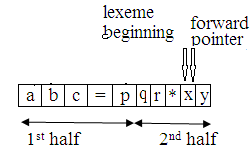 lexeme forward
beginning pointer
a b c = p q r * x y
1st half 2nd half